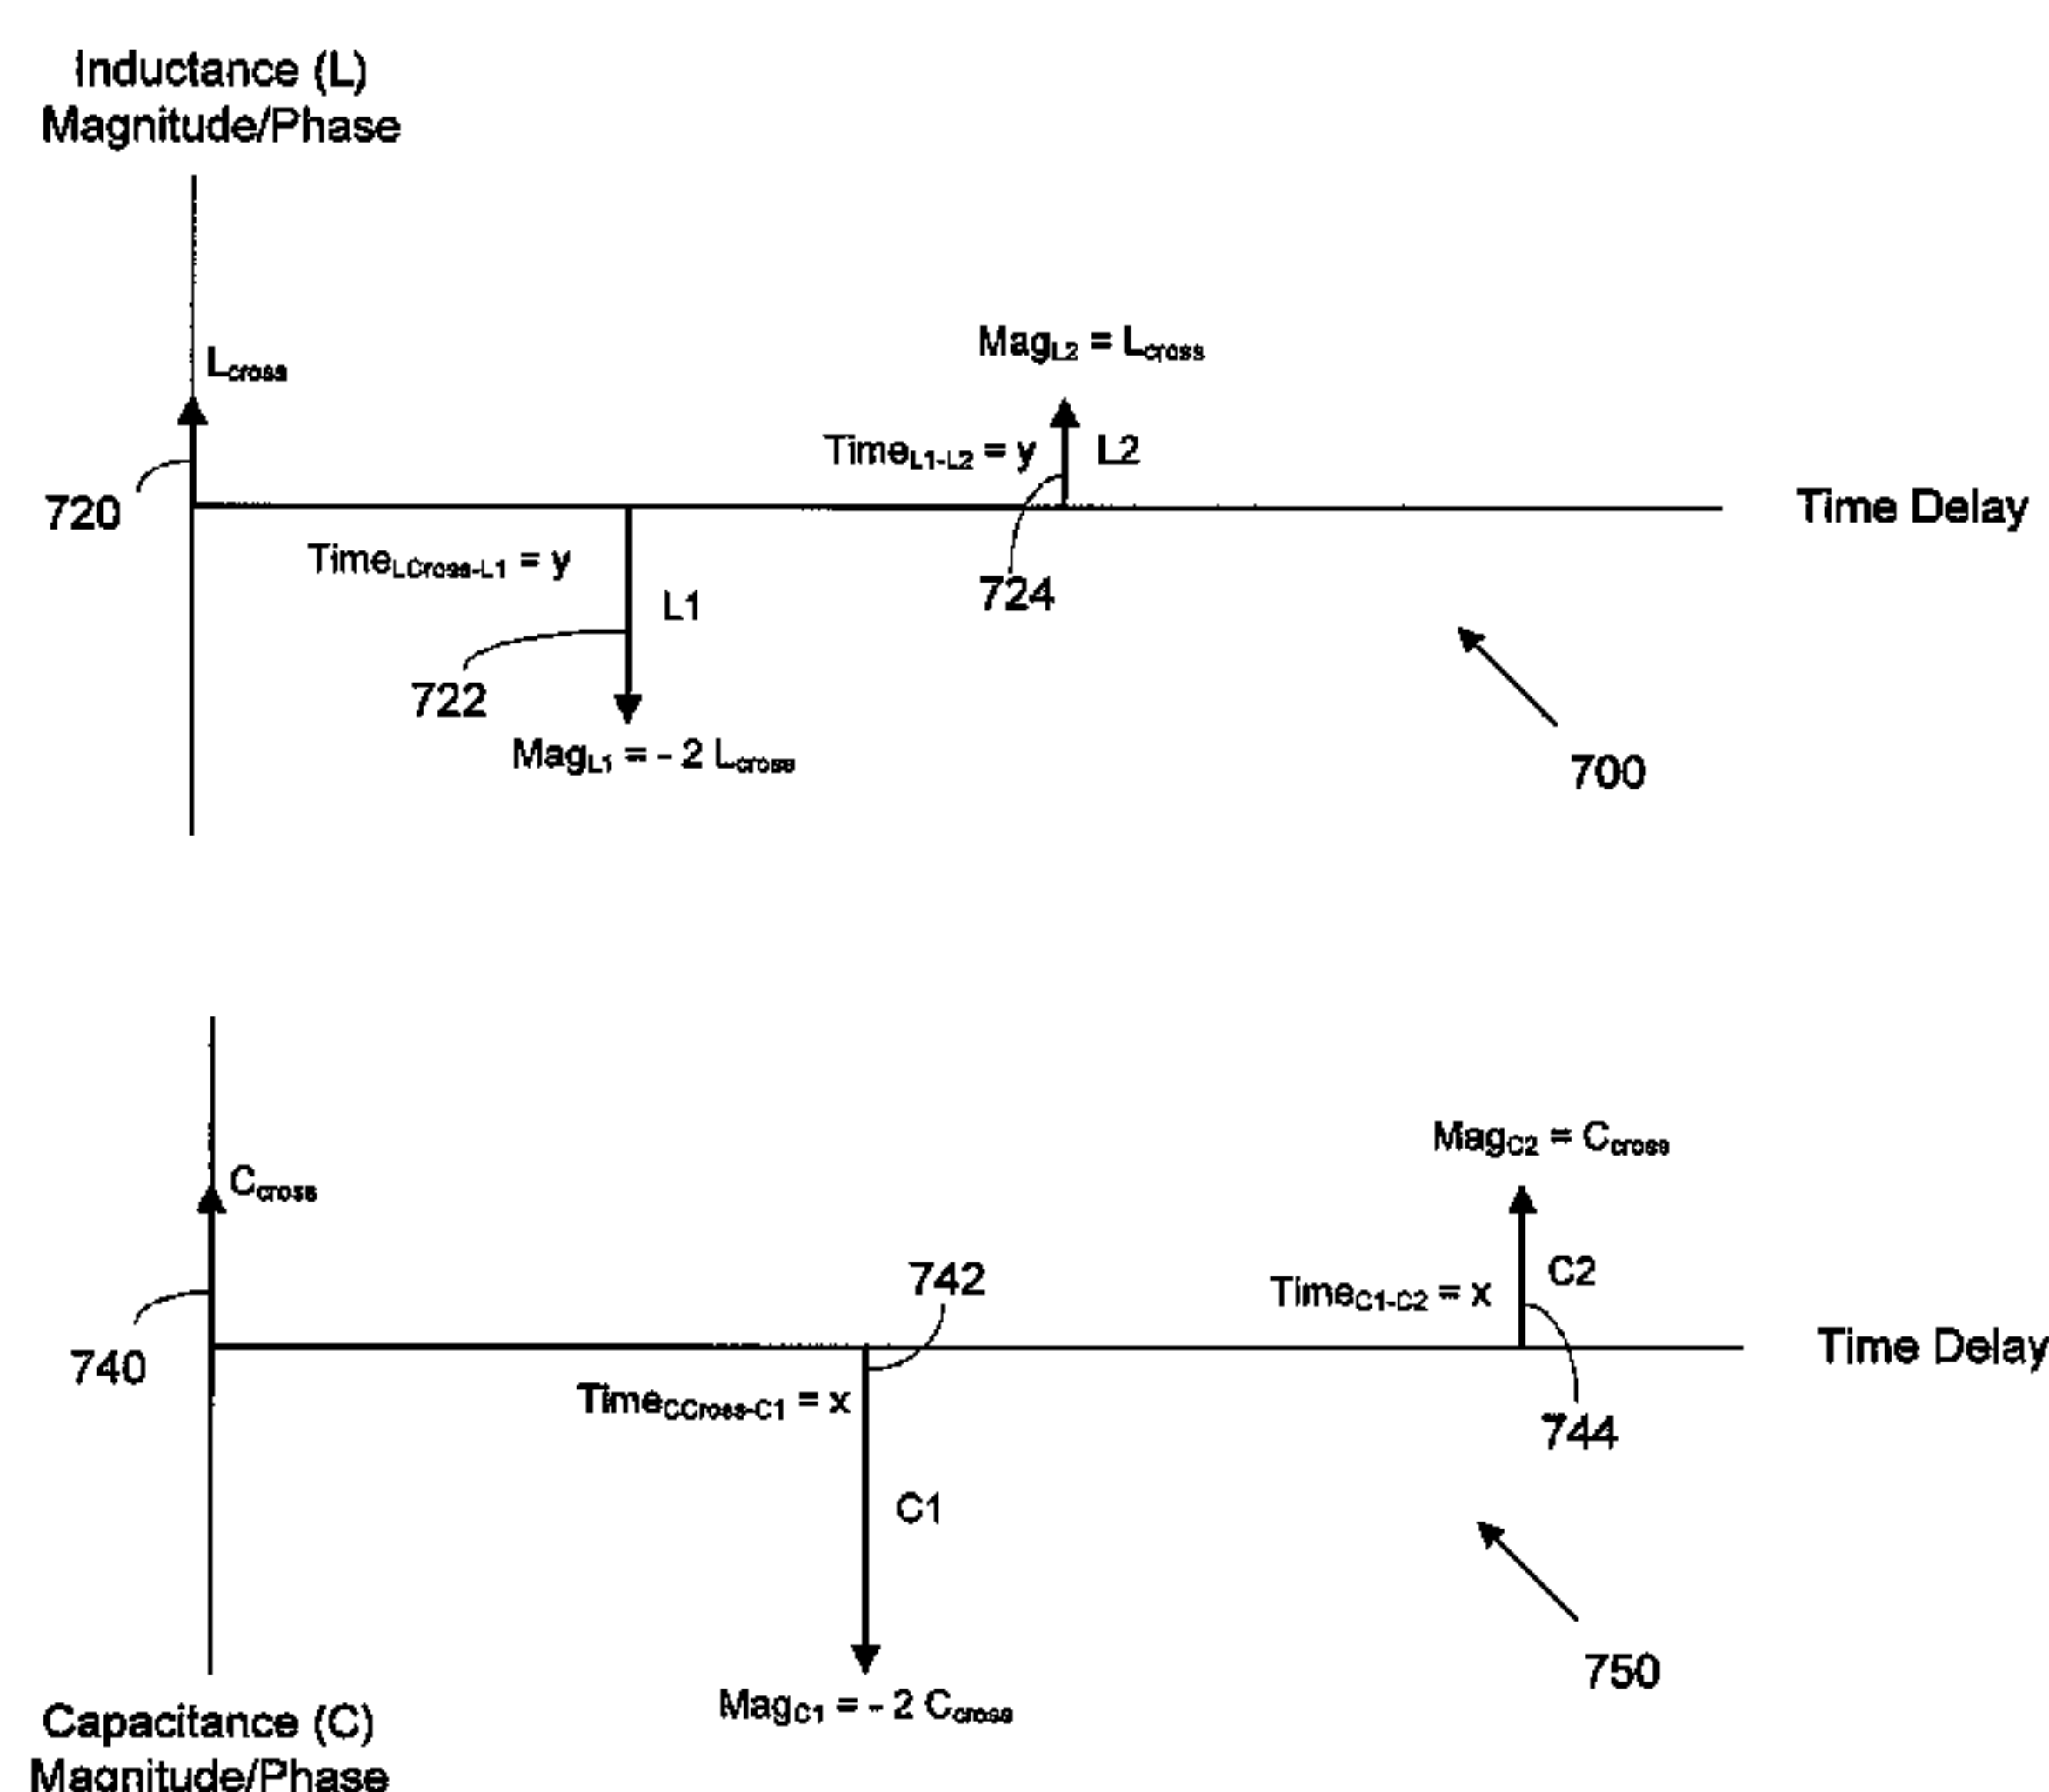 Inductance (L)
Magnitude/Phase
Lcross
MagL2 = Lcross
TimeL1-L2 = y
L2
720
Time Delay
TimeLCross-L1 = y
724
L1
722
MagL1 = - 2 Lcross
700
Ccross
MagC2 = Ccross
742
C2
TimeC1-C2 = x
740
Time Delay
TimeCCross-C1 = x
744
C1
750
MagC1 = - 2 Ccross
Capacitance (C)
Magnitude/Phase